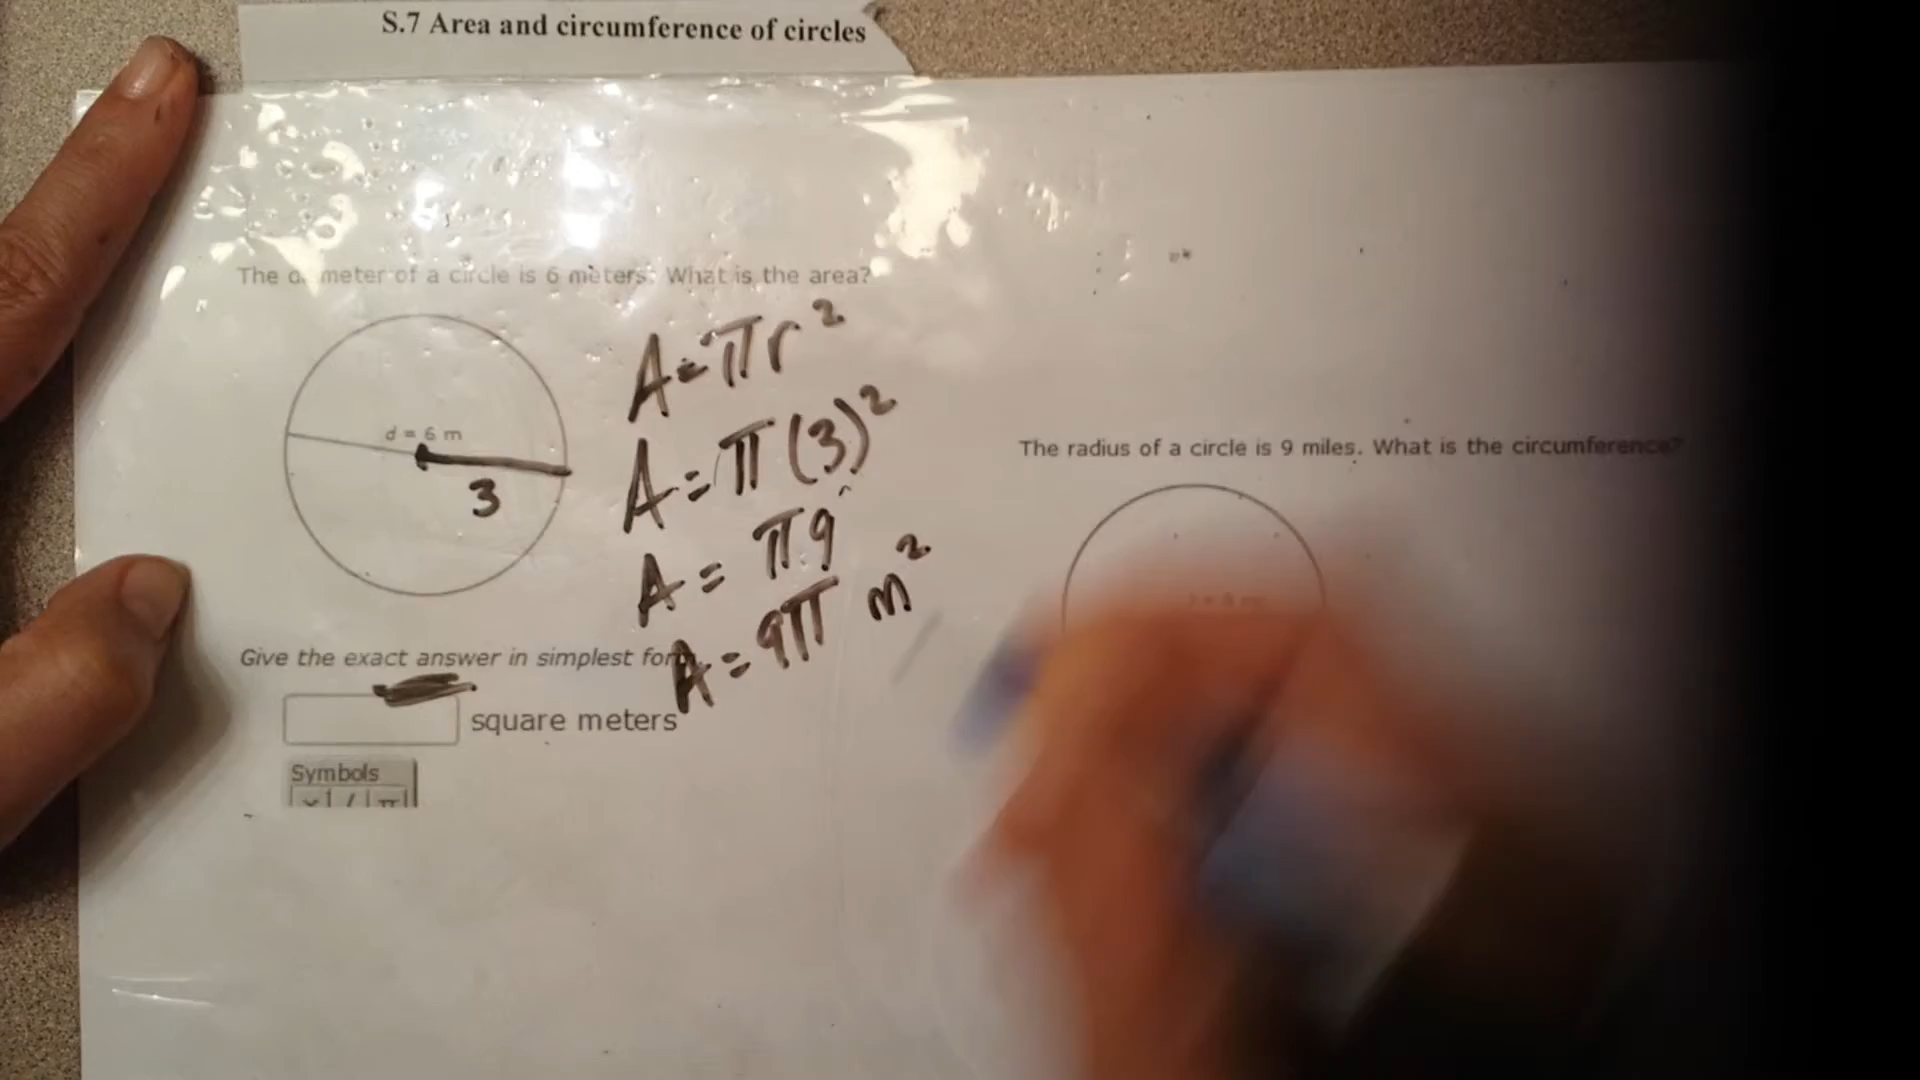 S.7 Area and circumference of circles
The meter of a circle is 6 meters. What is the area?
d = 6 m
3
A = πr²
A = π(3)²
A = π9
A = 9π m²
Give the exact answer in simplest form
square meters
Symbols
The radius of a circle is 9 miles. What is the circumference?